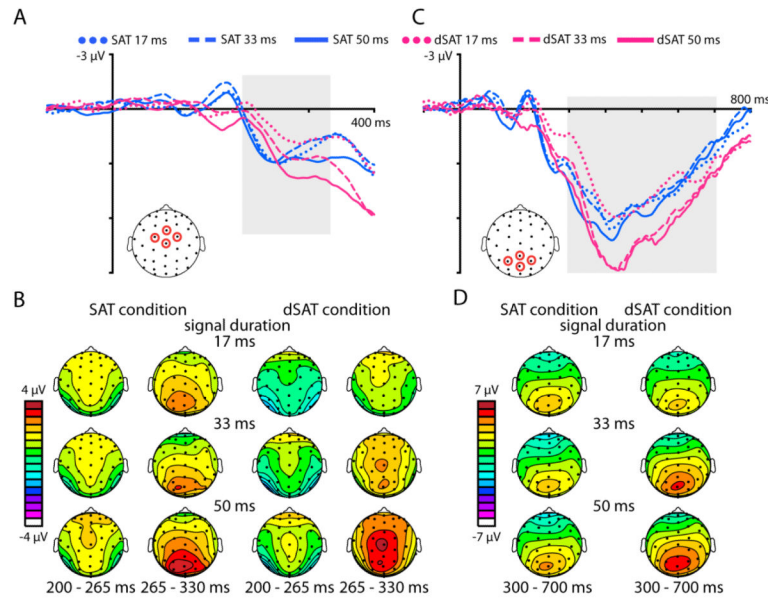 A
C
SAT 17 ms SAT 33 ms SAT 50 ms dSAT 17 ms dSAT 33 ms dSAT 50 ms
-3 µV
-3 µV
400 ms
800 ms
B
D
SAT condition dSAT condition
signal duration
17 ms
SAT condition dSAT condition
signal duration
17 ms
4 µV
7 µV
33 ms
33 ms
50 ms
50 ms
-4 µV
-7 µV
200 - 265 ms 265 - 330 ms 200 - 265 ms 265 - 330 ms
300 - 700 ms 300 - 700 ms